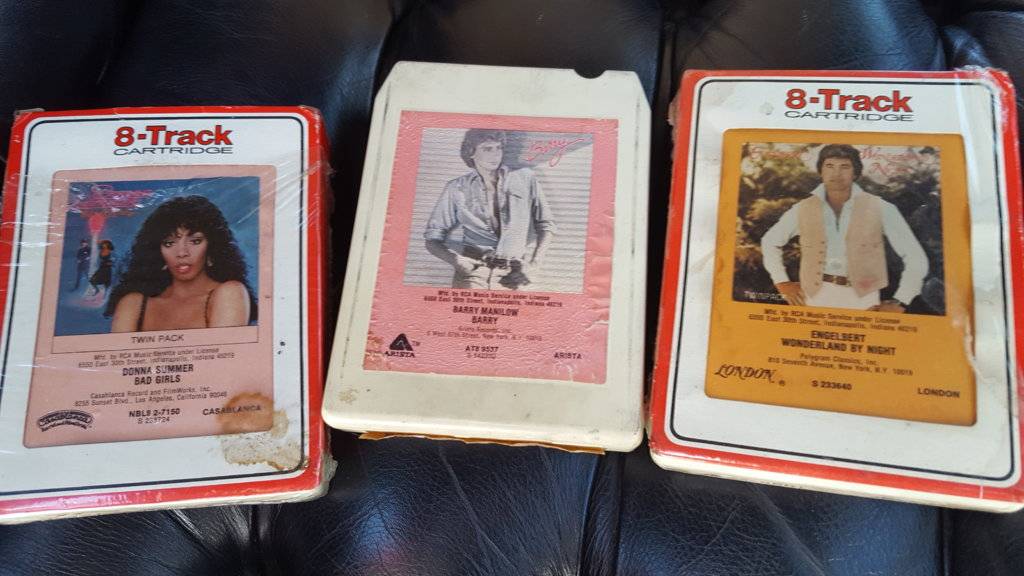 8-Track
CARTRIDGE
TWIN PACK
Mfd. by RCA Music Service under License
6550 East 30th Street, Indianapolis, Indiana 46219
DONNA SUMMER
BAD GIRLS
Casablanca Record and FilmWorks, Inc.
8255 Sunset Blvd., Los Angeles, California 90046
NBL8 2-7150
CASABLANCA
Barry
Mfd. by RCA Music Service under License
6550 East 30th Street, Indianapolis, Indiana 46219
BARRY MANILOW
BARRY
Arista Records, Inc.
6 West 57th Street, New York, N.Y. 10019
ARISTA
AT8 9537
ARISTA
8-Track
CARTRIDGE
TWIN PACK
Mfd. by RCA Music Service under License
6550 East 30th Street, Indianapolis, Indiana 46219
ENGELBERT
WONDERLAND BY NIGHT
Polygram Classics, Inc.
810 Seventh Avenue, New York, N.Y. 10019
LONDON
S 233640
LONDON